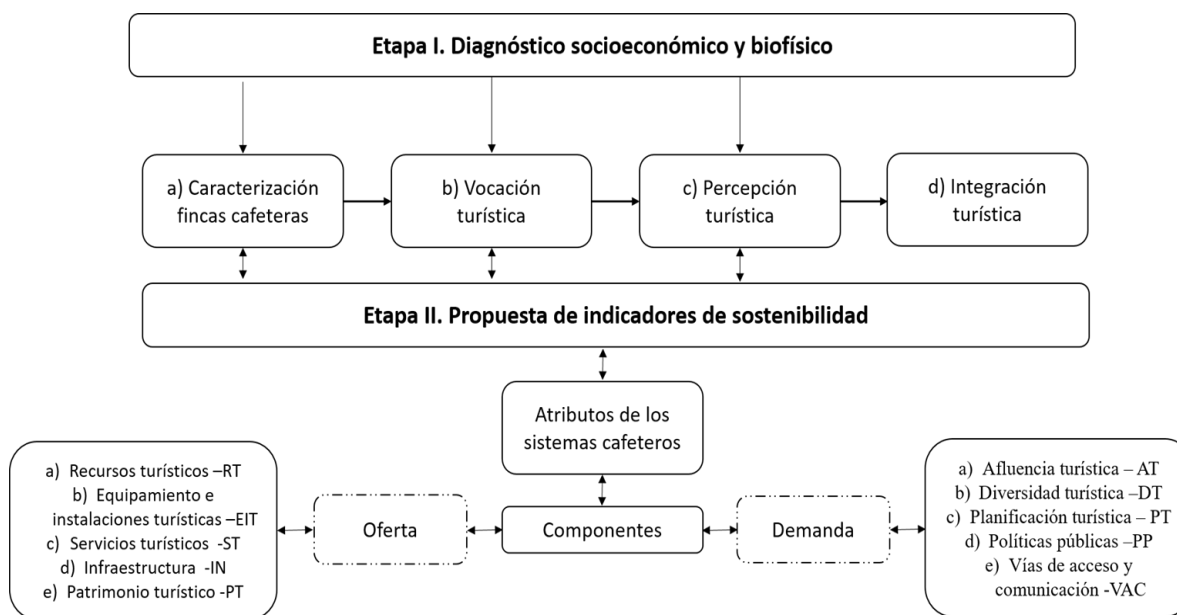 Etapa I. Diagnóstico socioeconómico y biofísico
a) Caracterización
fincas cafeteras
b) Vocación
turística
c) Percepción
turística
d) Integración
turística
Etapa II. Propuesta de indicadores de sostenibilidad
Atributos de los
sistemas cafeteros
a) Recursos turísticos –RT
b) Equipamiento e
instalaciones turísticas –EIT
c) Servicios turísticos -ST
d) Infraestructura -IN
e) Patrimonio turístico -PT
Oferta
Componentes
Demanda
a) Afluencia turística – AT
b) Diversidad turística –DT
c) Planificación turística – PT
d) Políticas públicas –PP
e) Vías de acceso y
comunicación -VAC